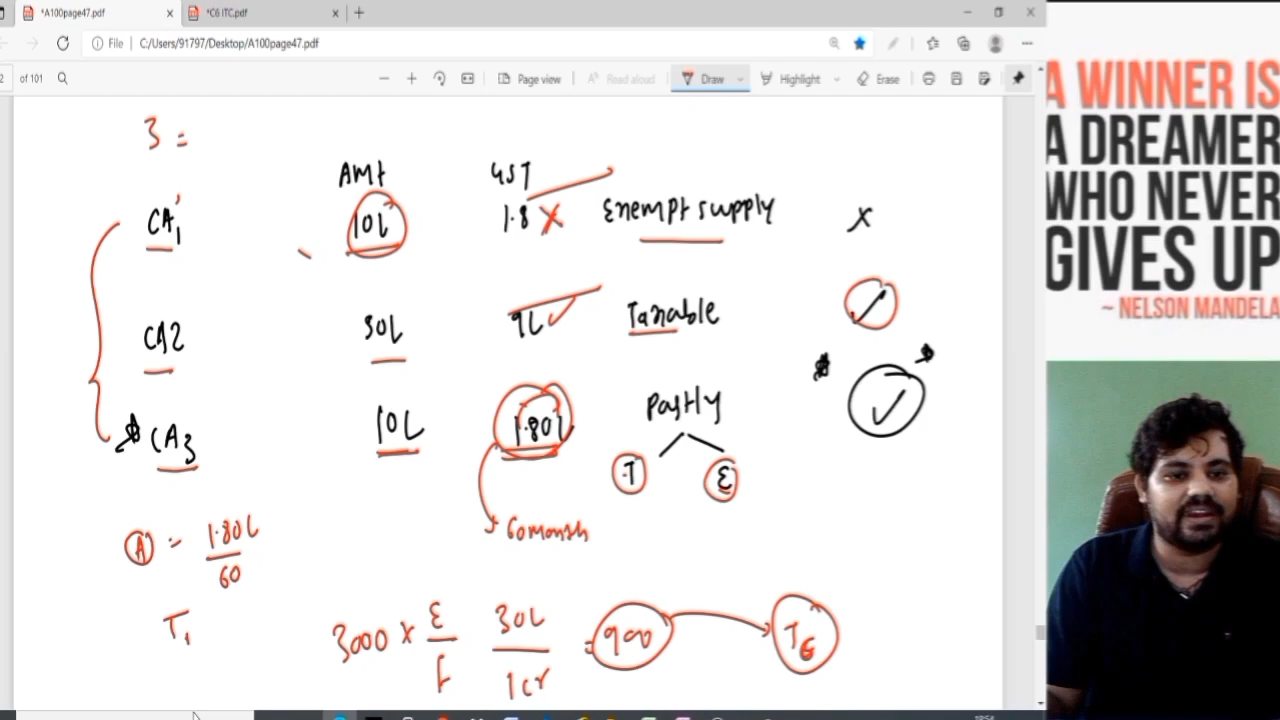 *A100page47.pdf
*C6 ITC.pdf
File C:/Users/91797/Desktop/A100page47.pdf
2 of 101
Page view
Read aloud
Draw
Highlight
Erase
3 =
Amt GST
CA1 10L 1.8 X Exempt supply X
CA2 30L 9L Taxable
CA3 10L 1.80L Partly
T E
60 month
A = 1.80L
60
T1
3000 x E 30L = 900 T6
F 1cr
A WINNER IS
A DREAMER
WHO NEVER
GIVES UP
~ NELSON MANDELA